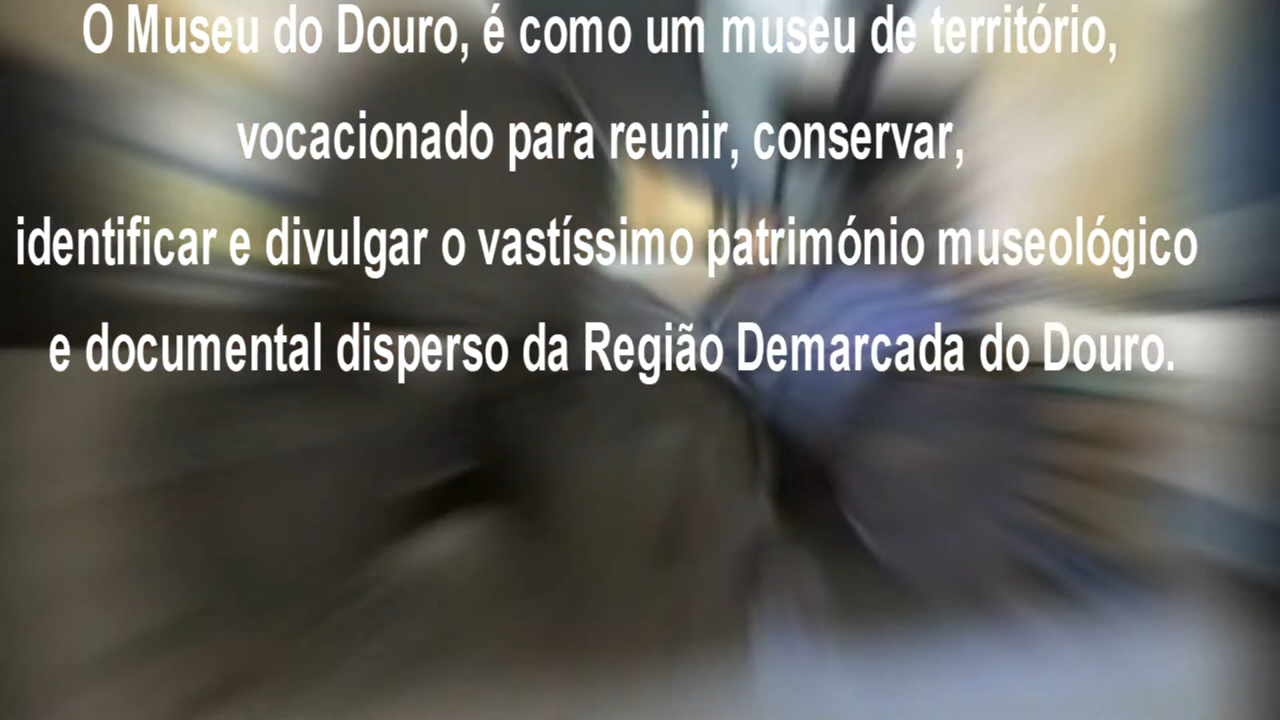 O Museu do Douro, é como um museu de território,
vocacionado para reunir, conservar,
identificar e divulgar o vastíssimo património museológico
e documental disperso da Região Demarcada do Douro.